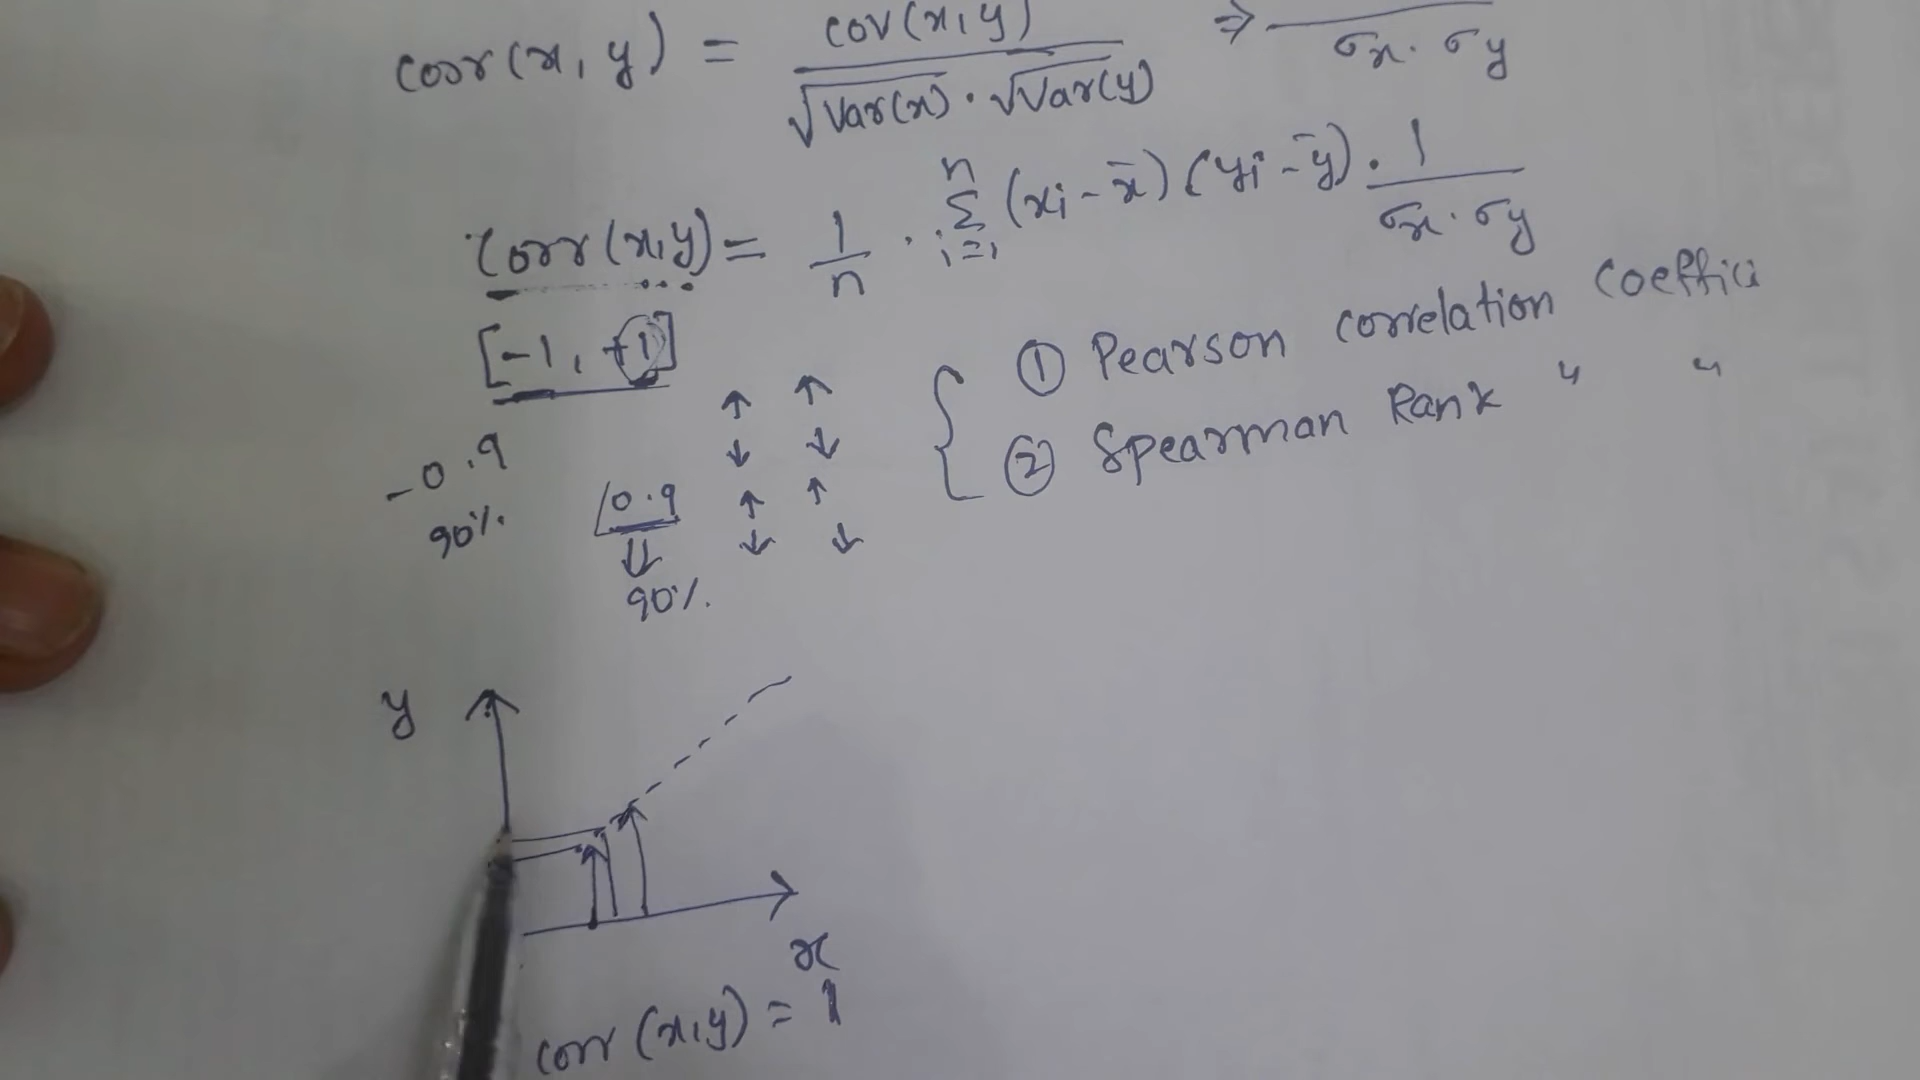 corr(x,y) = cov(x,y) / √Var(x) · √Var(y) ⇒ / σx · σy
Corr(x,y) = 1/n · n Σ i=1 (xi - x̄) (yi - ȳ) · 1 / σx · σy
[-1, +1]
① Pearson correlation coeffici
② Spearman Rank " "
↑ ↑
↓ ↓
-0.9
90%.
0.9 ↑ ↑
⇓ ↓ ↓
90%.
y
x
corr (x,y) = 1